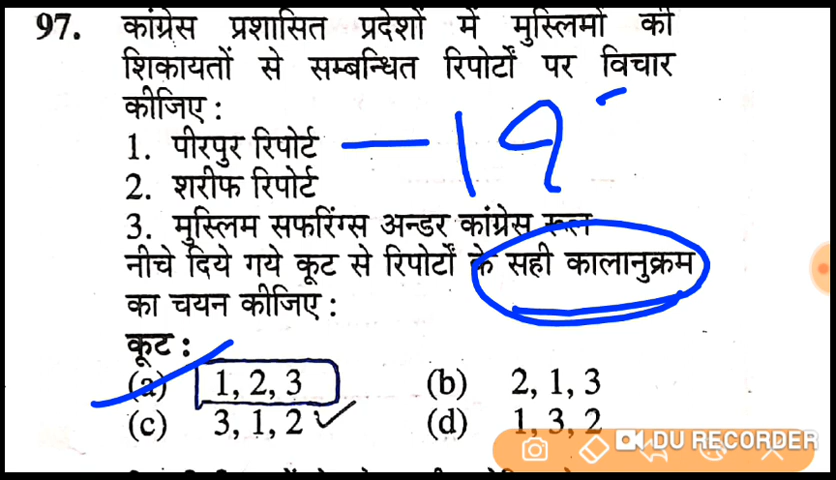 97. कांग्रेस प्रशासित प्रदेशों में मुस्लिमों की
शिकायतों से सम्बन्धित रिपोर्टों पर विचार
कीजिए :
1. पीरपुर रिपोर्ट — 19
2. शरीफ रिपोर्ट
3. मुस्लिम सफरिंग्स अन्डर कांग्रेस रूल
नीचे दिये गये कूट से रिपोर्टों के सही कालानुक्रम
का चयन कीजिए :
कूट :
(a) 1, 2, 3 (b) 2, 1, 3
(c) 3, 1, 2 (d) 1, 3, 2
DU RECORDER